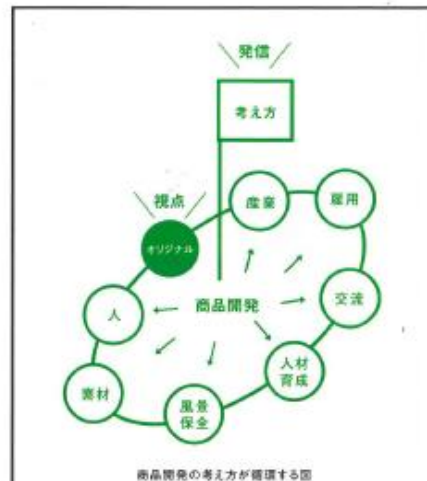 発信
考え方
視点
産業
雇用
オリジナル
人
商品開発
交流
素材
風景
保全
人材
育成
商品開発の考え方が循環する図